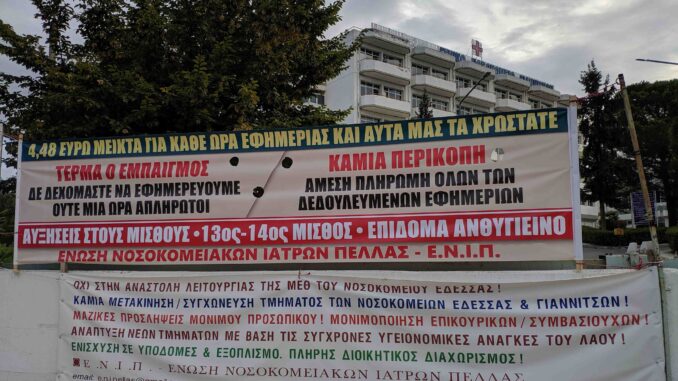 4,48 ΕΥΡΩ ΜΕΙΚΤΑ ΓΙΑ ΚΑΘΕ ΩΡΑ ΕΦΗΜΕΡΙΑΣ ΚΑΙ ΑΥΤΑ ΜΑΣ ΤΑ ΧΡΩΣΤΑΤΕ
ΤΕΡΜΑ Ο ΕΜΠΑΙΓΜΟΣ
ΔΕ ΔΕΧΟΜΑΣΤΕ ΝΑ ΕΦΗΜΕΡΕΥΟΥΜΕ
ΟΥΤΕ ΜΙΑ ΩΡΑ ΑΠΛΗΡΩΤΟΙ
ΚΑΜΙΑ ΠΕΡΙΚΟΠΗ
ΑΜΕΣΗ ΠΛΗΡΩΜΗ ΟΛΩΝ ΤΩΝ
ΔΕΔΟΥΛΕΥΜΕΝΩΝ ΕΦΗΜΕΡΙΩΝ
ΑΥΞΗΣΕΙΣ ΣΤΟΥΣ ΜΙΣΘΟΥΣ • 13ος-14ος ΜΙΣΘΟΣ • ΕΠΙΔΟΜΑ ΑΝΘΥΓΙΕΙΝΟ
ΕΝΩΣΗ ΝΟΣΟΚΟΜΕΙΑΚΩΝ ΙΑΤΡΩΝ ΠΕΛΛΑΣ - Ε.Ν.Ι.Π.
ΟΧΙ ΣΤΗΝ ΑΝΑΣΤΟΛΗ ΛΕΙΤΟΥΡΓΙΑΣ ΤΗΣ ΜΕΘ ΤΟΥ ΝΟΣΟΚΟΜΕΙΟΥ ΕΔΕΣΣΑΣ!
ΚΑΜΙΑ ΜΕΤΑΚΙΝΗΣΗ/ΣΥΓΧΩΝΕΥΣΗ ΤΜΗΜΑΤΟΣ ΤΩΝ ΝΟΣΟΚΟΜΕΙΩΝ ΕΔΕΣΣΑΣ & ΓΙΑΝΝΙΤΣΩΝ!
ΜΑΖΙΚΕΣ ΠΡΟΣΛΗΨΕΙΣ ΜΟΝΙΜΟΥ ΠΡΟΣΩΠΙΚΟΥ! ΜΟΝΙΜΟΠΟΙΗΣΗ ΕΠΙΚΟΥΡΙΚΩΝ/ΣΥΜΒΑΣΙΟΥΧΩΝ!
ΑΝΑΠΤΥΞΗ ΝΕΩΝ ΤΜΗΜΑΤΩΝ ΜΕ ΒΑΣΗ ΤΙΣ ΣΥΓΧΡΟΝΕΣ ΥΓΕΙΟΝΟΜΙΚΕΣ ΑΝΑΓΚΕΣ ΤΟΥ ΛΑΟΥ!
ΕΝΙΣΧΥΣΗ ΣΕ ΥΠΟΔΟΜΕΣ & ΕΞΟΠΛΙΣΜΟ. ΠΛΗΡΗΣ ΔΙΟΙΚΗΤΙΚΟΣ ΔΙΑΧΩΡΙΣΜΟΣ!
Ε.Ν.Ι.Π. - ΕΝΩΣΗ ΝΟΣΟΚΟΜΕΙΑΚΩΝ ΙΑΤΡΩΝ ΠΕΛΛΑΣ
email: